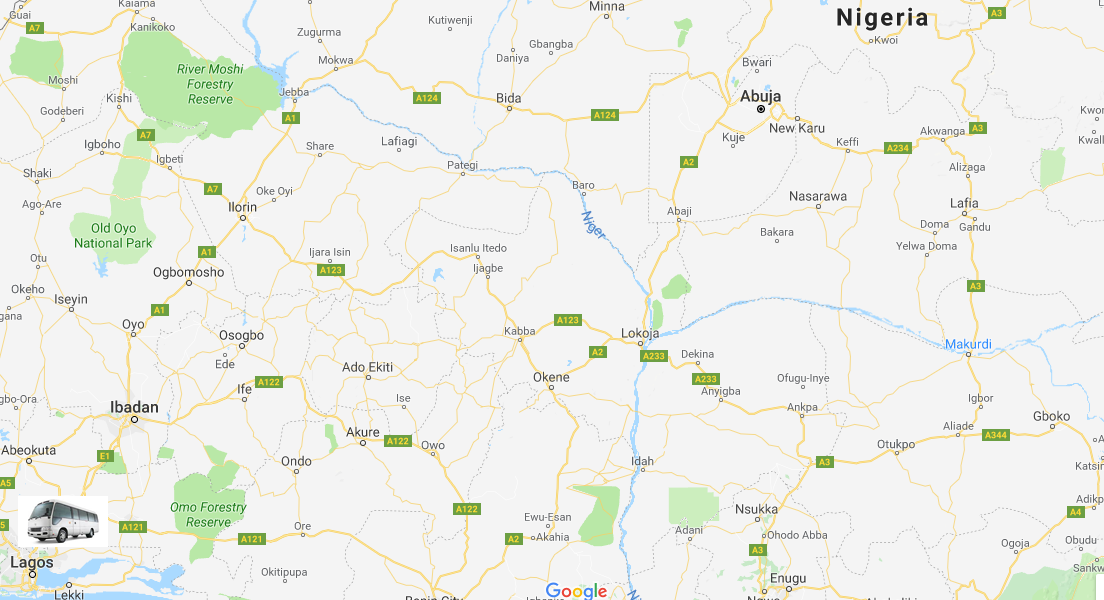 Guai
Kaiama
Kutiwenji
Minna
Nigeria
A3
A7
Kanikoko
Zugurma
Gbangba
Kwoi
River Moshi
Forestry
Reserve
Mokwa
Daniya
Bwari
Moshi
Kishi
Jebba
A124
Bida
A124
Abuja
Godeberi
A1
New Karu
A3
A7
Share
Lafiagi
Kuje
Keffi
Akwanga
Igboho
Igbeti
A2
A234
Shaki
A7
Oke Oyi
Pategi
Baro
Nasarawa
Alizaga
Ago-Are
Ilorin
Niger
Abaji
Lafia
Old Oyo
National Park
Bakara
Doma
Gandu
Otu
A1
Ijara Isin
Isanlu Itedo
Yelwa Doma
Ogbomosho
A123
Ijagbe
Okeho
Iseyin
A1
A3
Oyo
Osogbo
Kabba
A123
Lokoja
Makurdi
Ede
A2
A233
Dekina
Ado Ekiti
Okene
A233
Ofugu-Inye
Ife
A122
Ise
Anyigba
Igbor
Ibadan
Ankpa
Gboko
Akure
A122
Owo
Otukpo
Aliade
A344
Abeokuta
E1
Ondo
Idah
A3
A5
Omo Forestry
Reserve
A122
Ewu-Esan
Nsukka
A4
A121
A121
Ore
A2
Akahia
Adani
Ohodo Abba
Ogoja
Obudu
Lagos
Okitipupa
A3
Enugu
Lekki
Google